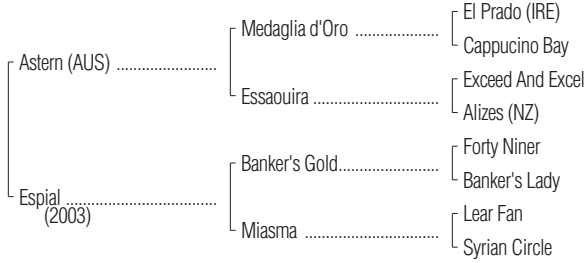 El Prado (IRE)
Medaglia d'Oro ......................
Cappucino Bay
Astern (AUS) ..........................
Exceed And Excel
Essaouira .................................
Alizes (NZ)
Forty Niner
Banker's Gold..........................
Banker's Lady
Espial .......................................
(2003)
Lear Fan
Miasma ...................................
Syrian Circle